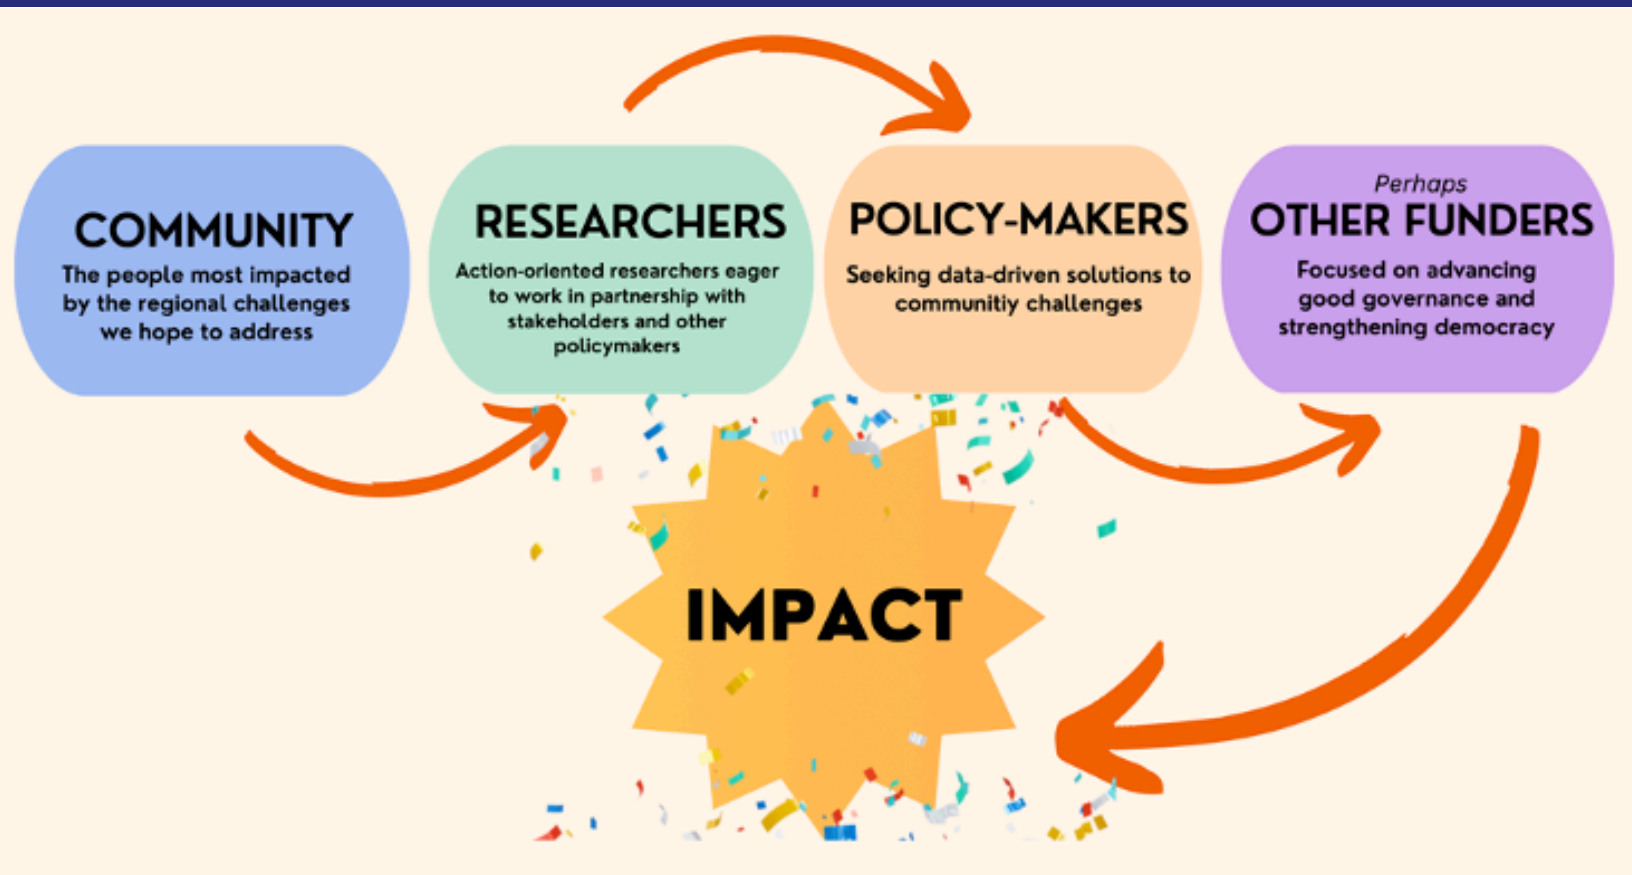 COMMUNITY
The people most impacted
by the regional challenges
we hope to address
RESEARCHERS
Action-oriented researchers eager
to work in partnership with
stakeholders and other
policymakers
POLICY-MAKERS
Seeking data-driven solutions to
communitiy challenges
Perhaps
OTHER FUNDERS
Focused on advancing
good governance and
strengthening democracy
IMPACT